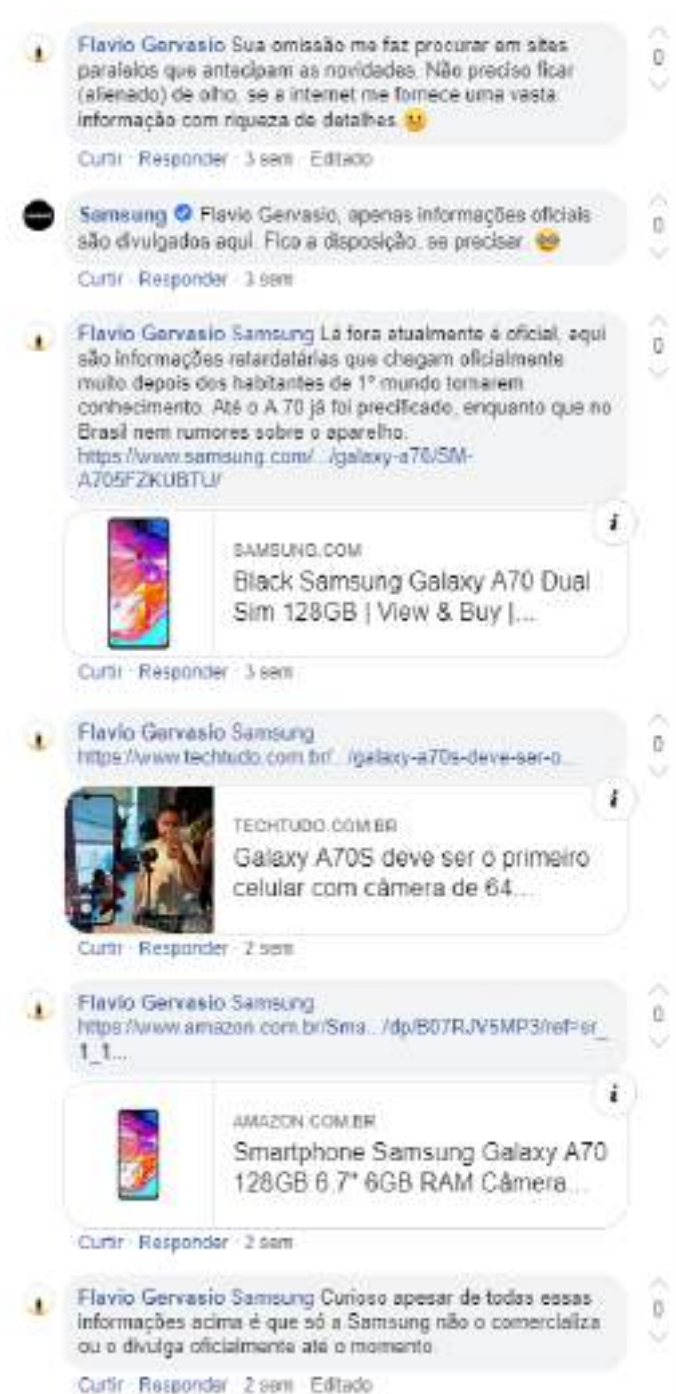 Flavio Gervasio Sua omissão me faz procurar em sites
paralelos que antecipam as novidades. Não preciso ficar
(alienado) de olho, se a internet me fornece uma vasta
informação com riqueza de detalhes
0
Curtir · Responder · 3 sem · Editado
Samsung Flavio Gervasio, apenas informações oficiais
são divulgados aqui. Fico a disposição, se precisar.
0
Curtir · Responder · 3 sem
Flavio Gervasio Samsung Lá fora atualmente é oficial, aqui
são informações retardatárias que chegam oficialmente
muito depois dos habitantes de 1º mundo tomarem
conhecimento. Até o A 70 já foi precificado, enquanto que no
Brasil nem rumores sobre o aparelho.
https://www.samsung.com/.../galaxy-a70/SM-
A705FZKUBTU/
0
SAMSUNG.COM
Black Samsung Galaxy A70 Dual
Sim 128GB | View & Buy |...
i
Curtir · Responder · 3 sem
Flavio Gervasio Samsung
https://www.techtudo.com.br/.../galaxy-a70s-deve-ser-o...
0
TECHTUDO.COM.BR
Galaxy A70S deve ser o primeiro
celular com câmera de 64...
i
Curtir · Responder · 2 sem
Flavio Gervasio Samsung
https://www.amazon.com.br/Sma.../dp/B07RJV5MP3/ref=sr_
1_1...
0
AMAZON.COM.BR
Smartphone Samsung Galaxy A70
128GB 6.7" 6GB RAM Câmera...
i
Curtir · Responder · 2 sem
Flavio Gervasio Samsung Curioso apesar de todas essas
informações acima é que só a Samsung não o comercializa
ou o divulga oficialmente até o momento.
0
Curtir · Responder · 2 sem · Editado